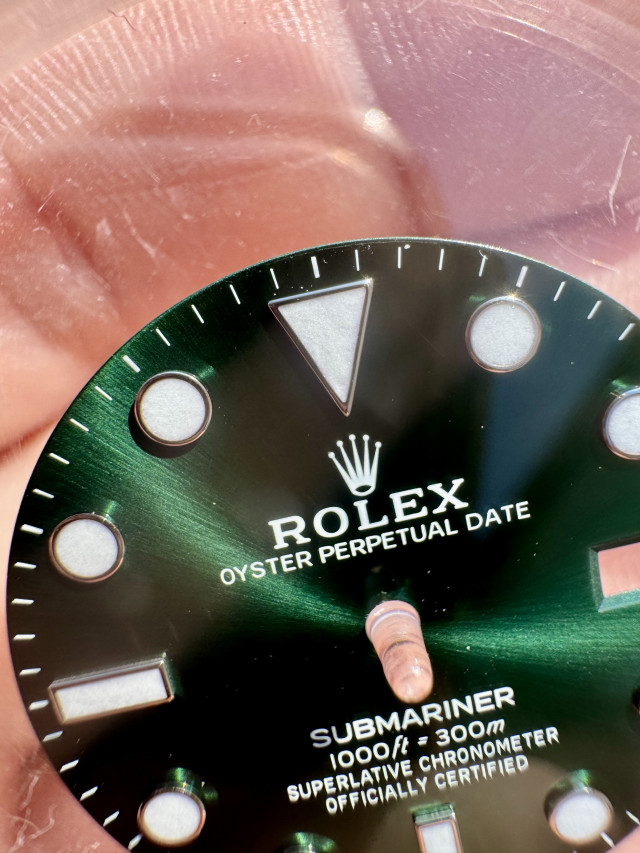 ROLEX
OYSTER PERPETUAL DATE
SUBMARINER
1000ft = 300m
SUPERLATIVE CHRONOMETER
OFFICIALLY CERTIFIED